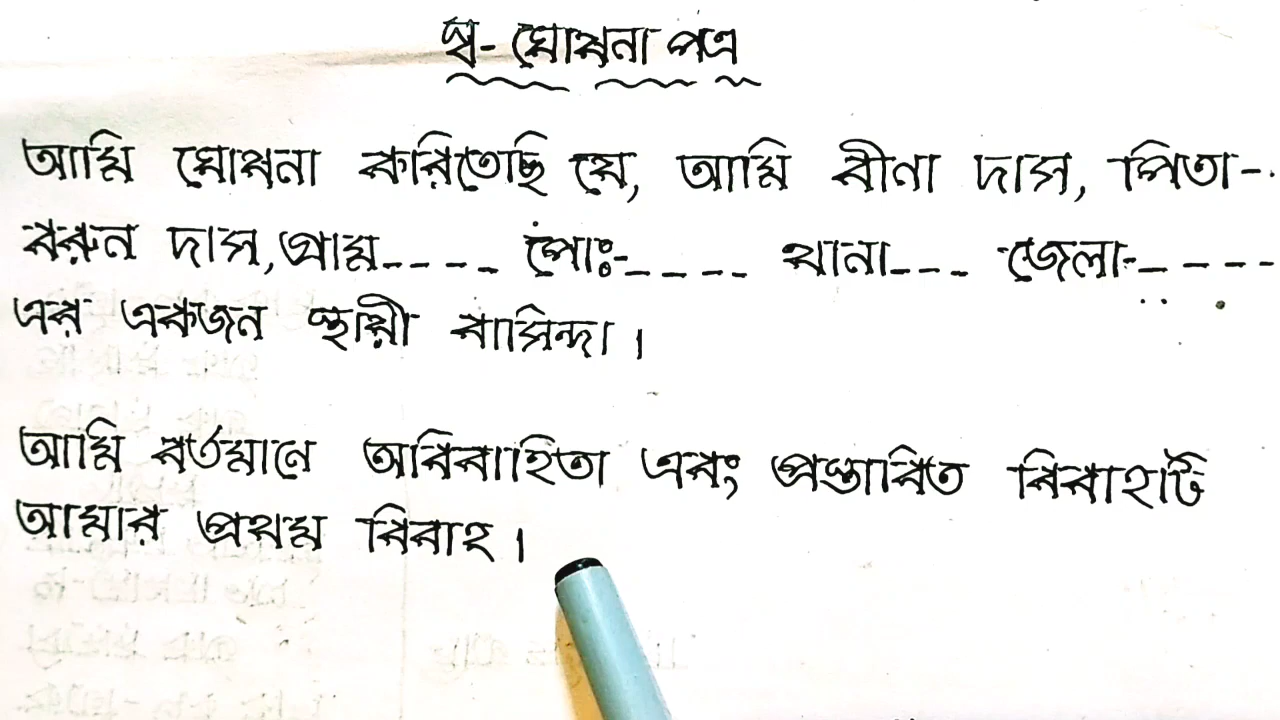 স্ব- ঘোষনা পত্র
আমি ঘোষনা করিতেছি যে, আমি বীণা দাস, পিতা-
বরুন দাস, গ্রাম---- পোঃ----- থানা--- জেলা-----
এর একজন স্থায়ী বাসিন্দা।
আমি বর্তমানে অবিবাহিতা এবং প্রস্তাবিত বিবাহটি
আমার প্রথম বিবাহ।